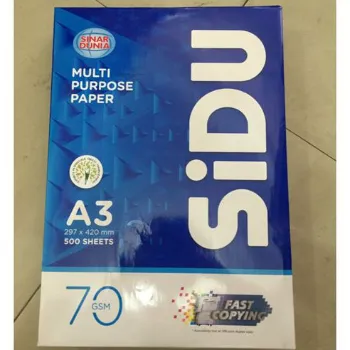 SINAR
DUNIA
MULTI
PURPOSE
PAPER
SiDU
A3
297 x 420 mm
500 SHEETS
70
GSM
FAST
COPYING